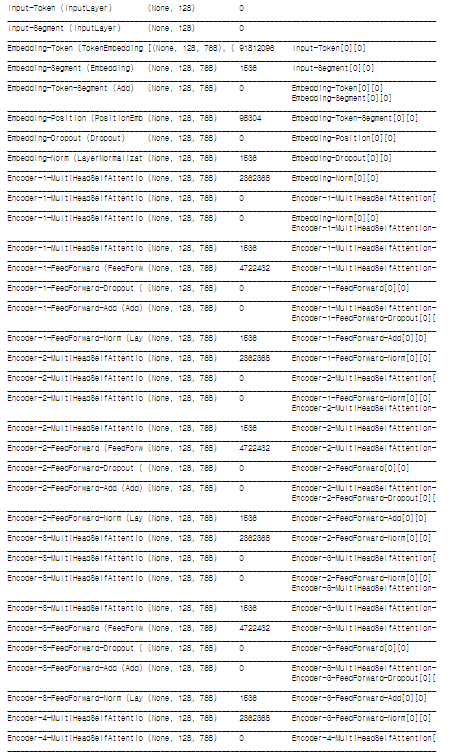 Input-Token (InputLayer) (None, 128) 0
Input-Segment (InputLayer) (None, 128) 0
Embedding-Token (TokenEmbedding [(None, 128, 768), ( 91812096 Input-Token[0][0]
Embedding-Segment (Embedding) (None, 128, 768) 1536 Input-Segment[0][0]
Embedding-Token-Segment (Add) (None, 128, 768) 0 Embedding-Token[0][0]
Embedding-Segment[0][0]
Embedding-Position (PositionEmb (None, 128, 768) 98304 Embedding-Token-Segment[0][0]
Embedding-Dropout (Dropout) (None, 128, 768) 0 Embedding-Position[0][0]
Embedding-Norm (LayerNormalizat (None, 128, 768) 1536 Embedding-Dropout[0][0]
Encoder-1-MultiHeadSelfAttentio (None, 128, 768) 2362368 Embedding-Norm[0][0]
Encoder-1-MultiHeadSelfAttentio (None, 128, 768) 0 Encoder-1-MultiHeadSelfAttention[
Encoder-1-MultiHeadSelfAttentio (None, 128, 768) 0 Embedding-Norm[0][0]
Encoder-1-MultiHeadSelfAttention-
Encoder-1-MultiHeadSelfAttentio (None, 128, 768) 1536 Encoder-1-MultiHeadSelfAttention-
Encoder-1-FeedForward (FeedForw (None, 128, 768) 4722432 Encoder-1-MultiHeadSelfAttention-
Encoder-1-FeedForward-Dropout ( (None, 128, 768) 0 Encoder-1-FeedForward[0][0]
Encoder-1-FeedForward-Add (Add) (None, 128, 768) 0 Encoder-1-MultiHeadSelfAttention-
Encoder-1-FeedForward-Dropout[0][
Encoder-1-FeedForward-Norm (Lay (None, 128, 768) 1536 Encoder-1-FeedForward-Add[0][0]
Encoder-2-MultiHeadSelfAttentio (None, 128, 768) 2362368 Encoder-1-FeedForward-Norm[0][0]
Encoder-2-MultiHeadSelfAttentio (None, 128, 768) 0 Encoder-2-MultiHeadSelfAttention[
Encoder-2-MultiHeadSelfAttentio (None, 128, 768) 0 Encoder-1-FeedForward-Norm[0][0]
Encoder-2-MultiHeadSelfAttention-
Encoder-2-MultiHeadSelfAttentio (None, 128, 768) 1536 Encoder-2-MultiHeadSelfAttention-
Encoder-2-FeedForward (FeedForw (None, 128, 768) 4722432 Encoder-2-MultiHeadSelfAttention-
Encoder-2-FeedForward-Dropout ( (None, 128, 768) 0 Encoder-2-FeedForward[0][0]
Encoder-2-FeedForward-Add (Add) (None, 128, 768) 0 Encoder-2-MultiHeadSelfAttention-
Encoder-2-FeedForward-Dropout[0][
Encoder-2-FeedForward-Norm (Lay (None, 128, 768) 1536 Encoder-2-FeedForward-Add[0][0]
Encoder-3-MultiHeadSelfAttentio (None, 128, 768) 2362368 Encoder-2-FeedForward-Norm[0][0]
Encoder-3-MultiHeadSelfAttentio (None, 128, 768) 0 Encoder-3-MultiHeadSelfAttention[
Encoder-3-MultiHeadSelfAttentio (None, 128, 768) 0 Encoder-2-FeedForward-Norm[0][0]
Encoder-3-MultiHeadSelfAttention-
Encoder-3-MultiHeadSelfAttentio (None, 128, 768) 1536 Encoder-3-MultiHeadSelfAttention-
Encoder-3-FeedForward (FeedForw (None, 128, 768) 4722432 Encoder-3-MultiHeadSelfAttention-
Encoder-3-FeedForward-Dropout ( (None, 128, 768) 0 Encoder-3-FeedForward[0][0]
Encoder-3-FeedForward-Add (Add) (None, 128, 768) 0 Encoder-3-MultiHeadSelfAttention-
Encoder-3-FeedForward-Dropout[0][
Encoder-3-FeedForward-Norm (Lay (None, 128, 768) 1536 Encoder-3-FeedForward-Add[0][0]
Encoder-4-MultiHeadSelfAttentio (None, 128, 768) 2362368 Encoder-3-FeedForward-Norm[0][0]
Encoder-4-MultiHeadSelfAttentio (None, 128, 768) 0 Encoder-4-MultiHeadSelfAttention[